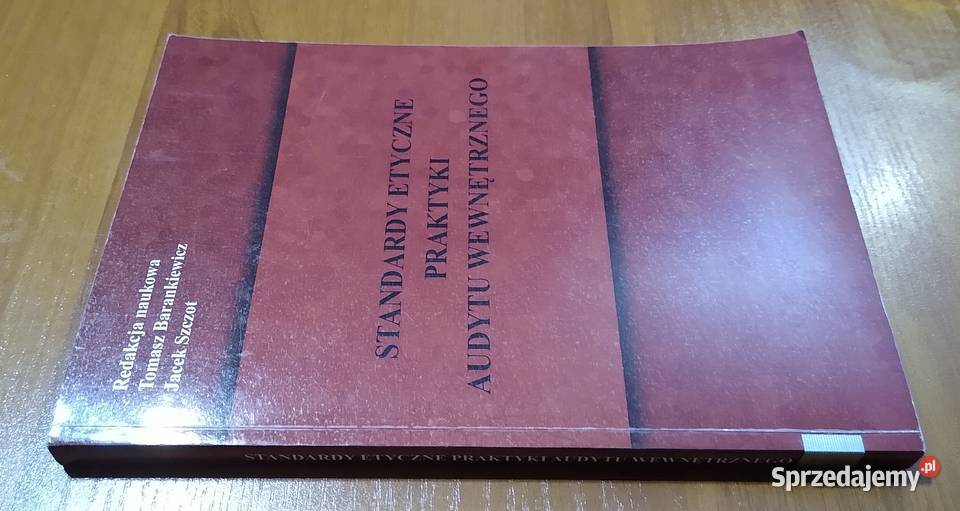 Redakcja naukowa
Tomasz Barankiewicz
Jacek Szczot
STANDARDY ETYCZNE
PRAKTYKI
AUDYTU WEWNĘTRZNEGO
STANDARDY ETYCZNE PRAKTYKI AUDYTU WEWNĘTRZNEGO
Sprzedajemy.pl